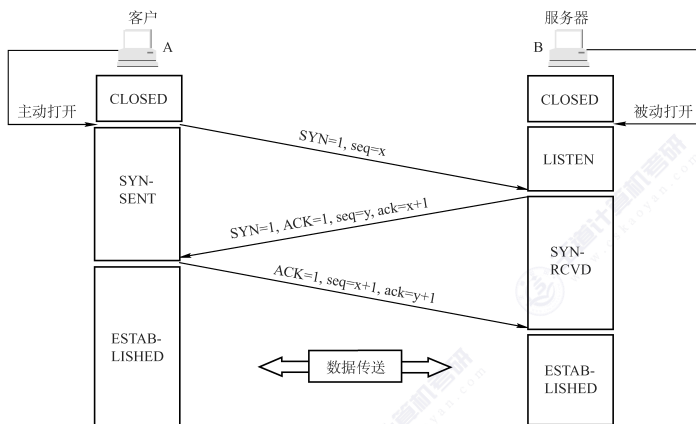 客户
服务器
A
B
CLOSED
CLOSED
主动打开
被动打开
SYN=1, seq=x
LISTEN
SYN-
SENT
SYN=1, ACK=1, seq=y, ack=x+1
SYN-
RCVD
ACK=1, seq=x+1, ack=y+1
ESTAB-
LISHED
数据传送
ESTAB-
LISHED